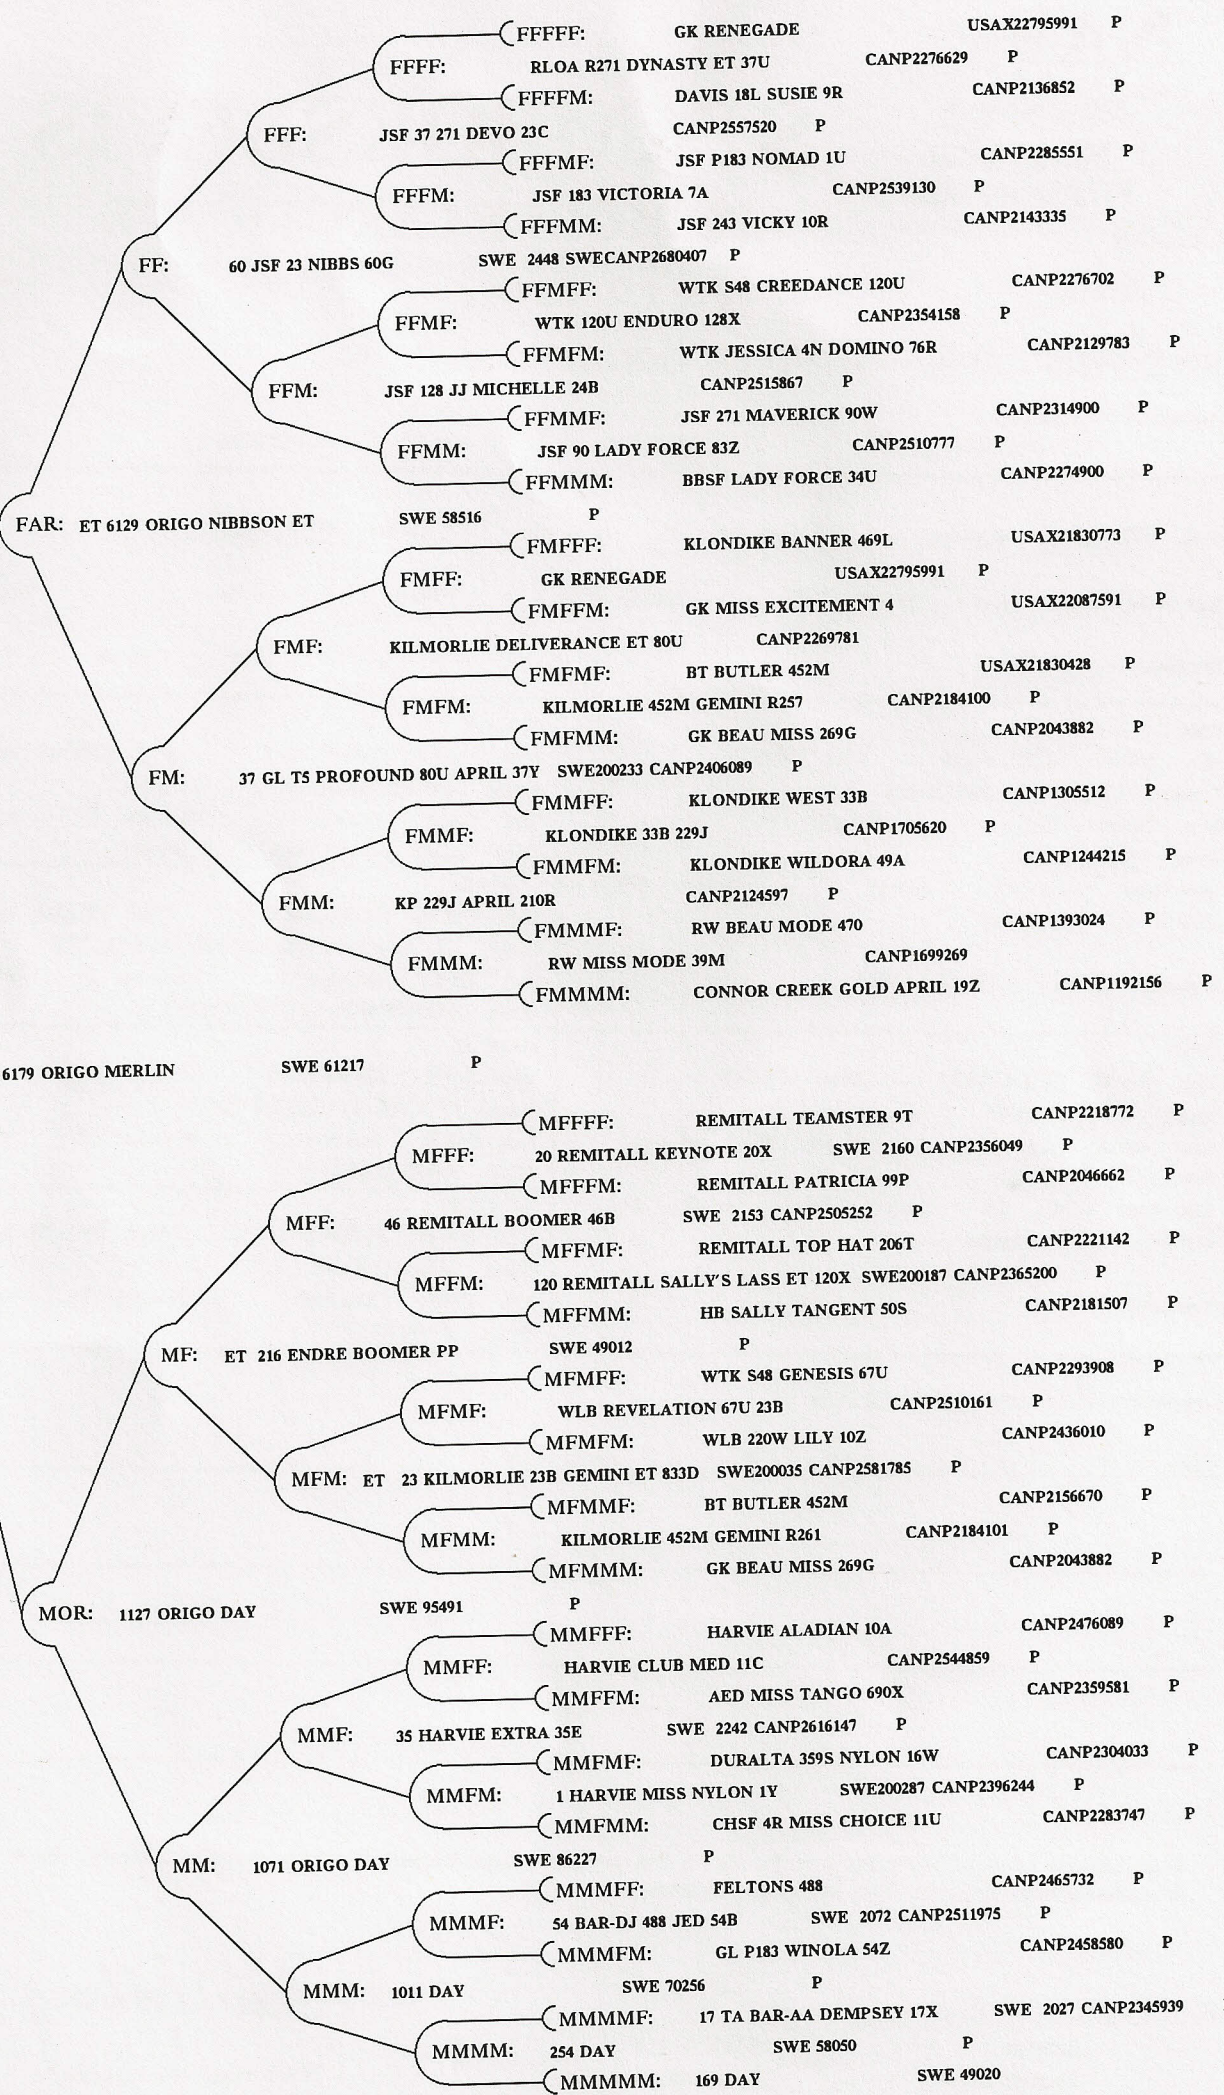 FFFFF: GK RENEGADE USAX22795991 P
FFFF: RLOA R271 DYNASTY ET 37U CANP2276629 P
FFFFM: DAVIS 18L SUSIE 9R CANP2136852 P
FFF: JSF 37 271 DEVO 23C CANP2557520 P
FFFMF: JSF P183 NOMAD 1U CANP2285551 P
FFFM: JSF 183 VICTORIA 7A CANP2539130 P
FFFMM: JSF 243 VICKY 10R CANP2143335 P
FF: 60 JSF 23 NIBBS 60G SWE 2448 SWECANP2680407 P
FFMFF: WTK S48 CREEDANCE 120U CANP2276702 P
FFMF: WTK 120U ENDURO 128X CANP2354158 P
FFMFM: WTK JESSICA 4N DOMINO 76R CANP2129783 P
FFM: JSF 128 JJ MICHELLE 24B CANP2515867 P
FFMMF: JSF 271 MAVERICK 90W CANP2314900 P
FFMM: JSF 90 LADY FORCE 83Z CANP2510777 P
FFMMM: BBSF LADY FORCE 34U CANP2274900 P
FAR: ET 6129 ORIGO NIBBSON ET SWE 58516 P
FMFFF: KLONDIKE BANNER 469L USAX21830773 P
FMFF: GK RENEGADE USAX22795991 P
FMFFM: GK MISS EXCITEMENT 4 USAX22087591 P
FMF: KILMORLIE DELIVERANCE ET 80U CANP2269781
FMFMF: BT BUTLER 452M USAX21830428 P
FMFM: KILMORLIE 452M GEMINI R257 CANP2184100 P
FMFMM: GK BEAU MISS 269G CANP2043882 P
FM: 37 GL T5 PROFOUND 80U APRIL 37Y SWE200233 CANP2406089 P
FMMFF: KLONDIKE WEST 33B CANP1305512 P
FMMF: KLONDIKE 33B 229J CANP1705620 P
FMMFM: KLONDIKE WILDORA 49A CANP1244215 P
FMM: KP 229J APRIL 210R CANP2124597 P
FMMMF: RW BEAU MODE 470 CANP1393024 P
FMMM: RW MISS MODE 39M CANP1699269
FMMMM: CONNOR CREEK GOLD APRIL 19Z CANP1192156 P
6179 ORIGO MERLIN SWE 61217 P
MFFFF: REMITALL TEAMSTER 9T CANP2218772 P
MFFF: 20 REMITALL KEYNOTE 20X SWE 2160 CANP2356049 P
MFFFM: REMITALL PATRICIA 99P CANP2046662 P
MFF: 46 REMITALL BOOMER 46B SWE 2153 CANP2505252 P
MFFMF: REMITALL TOP HAT 206T CANP2221142 P
MFFM: 120 REMITALL SALLY'S LASS ET 120X SWE200187 CANP2365200 P
MFFMM: HB SALLY TANGENT 50S CANP2181507 P
MF: ET 216 ENDRE BOOMER PP SWE 49012 P
MFMFF: WTK S48 GENESIS 67U CANP2293908 P
MFMF: WLB REVELATION 67U 23B CANP2510161 P
MFMFM: WLB 220W LILY 10Z CANP2436010 P
MFM: ET 23 KILMORLIE 23B GEMINI ET 833D SWE200035 CANP2581785 P
MFMMF: BT BUTLER 452M CANP2156670 P
MFMM: KILMORLIE 452M GEMINI R261 CANP2184101 P
MFMMM: GK BEAU MISS 269G CANP2043882 P
MOR: 1127 ORIGO DAY SWE 95491 P
MMFFF: HARVIE ALADIAN 10A CANP2476089 P
MMFF: HARVIE CLUB MED 11C CANP2544859 P
MMFFM: AED MISS TANGO 690X CANP2359581 P
MMF: 35 HARVIE EXTRA 35E SWE 2242 CANP2616147 P
MMFMF: DURALTA 359S NYLON 16W CANP2304033 P
MMFM: 1 HARVIE MISS NYLON 1Y SWE200287 CANP2396244 P
MMFMM: CHSF 4R MISS CHOICE 11U CANP2283747 P
MM: 1071 ORIGO DAY SWE 86227 P
MMMFF: FELTONS 488 CANP2465732 P
MMMF: 54 BAR-DJ 488 JED 54B SWE 2072 CANP2511975 P
MMMFM: GL P183 WINOLA 54Z CANP2458580 P
MMM: 1011 DAY SWE 70256 P
MMMMF: 17 TA BAR-AA DEMPSEY 17X SWE 2027 CANP2345939
MMMM: 254 DAY SWE 58050 P
MMMMM: 169 DAY SWE 49020